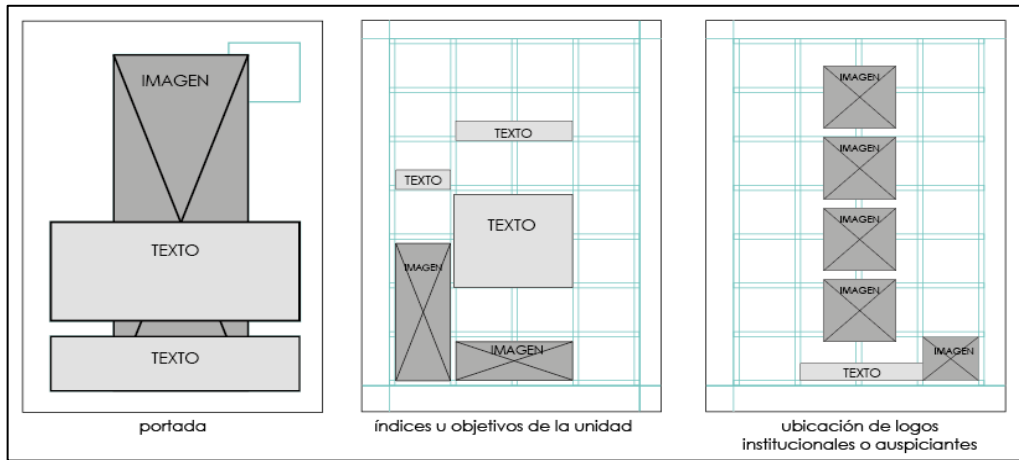 IMAGEN
TEXTO
TEXTO
portada
TEXTO
TEXTO
TEXTO
IMAGEN
IMAGEN
índices u objetivos de la unidad
IMAGEN
IMAGEN
IMAGEN
IMAGEN
IMAGEN
TEXTO
ubicación de logos
institucionales o auspiciantes